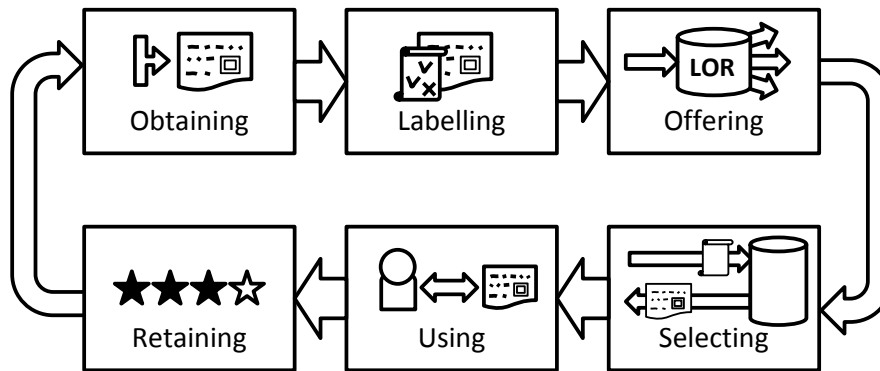 Obtaining
Labelling
LOR
Offering
Retaining
Using
Selecting